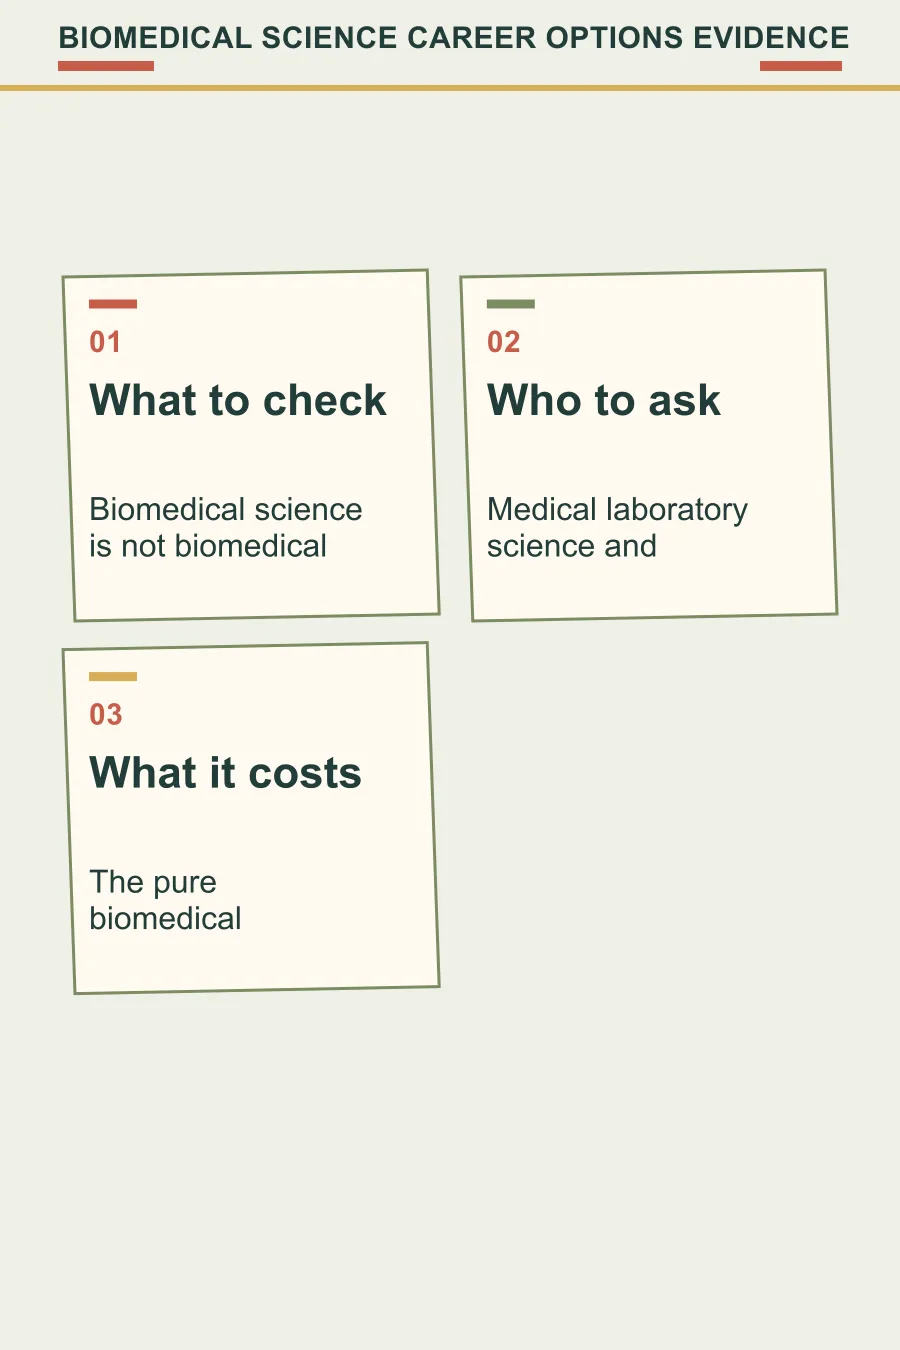 BIOMEDICAL SCIENCE CAREER OPTIONS EVIDENCE
01
What to check
Biomedical science
is not biomedical
02
Who to ask
Medical laboratory
science and
03
What it costs
The pure
biomedical